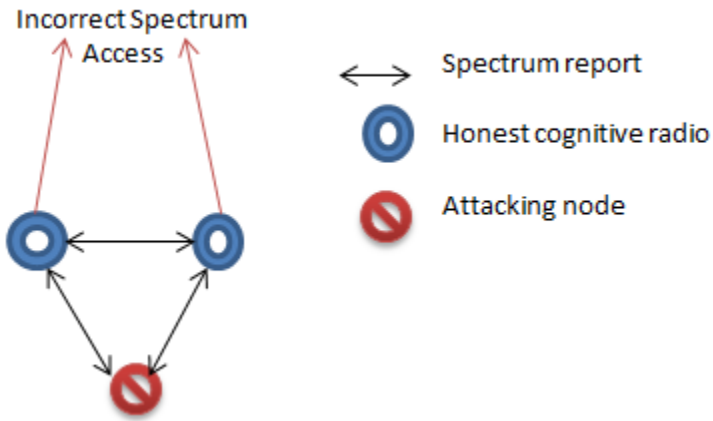 Incorrect Spectrum
Access
Spectrum report
Honest cognitive radio
Attacking node